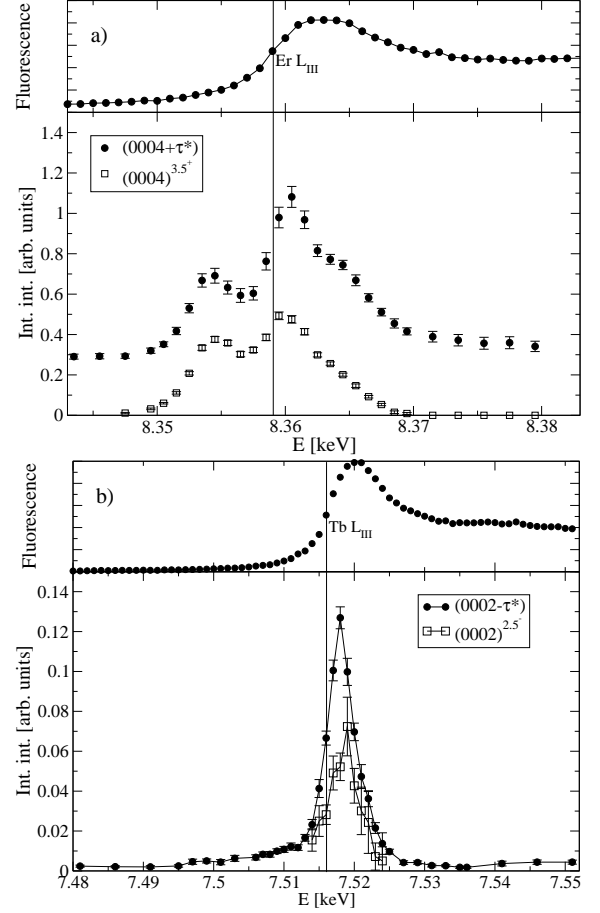 Fluorescence
a)
Er L_III
1.4
1.2
1
0.8
0.6
0.4
0.2
0
Int. int. [arb. units]
(0004+τ*)
(0004)^3.5+
8.35
8.36
8.37
8.38
E [keV]
Fluorescence
b)
Tb L_III
0.14
0.12
0.1
0.08
0.06
0.04
0.02
0
Int. int. [arb. units]
(0002-τ*)
(0002)^2.5-
7.48
7.49
7.5
7.51
7.52
7.53
7.54
7.55
E [keV]